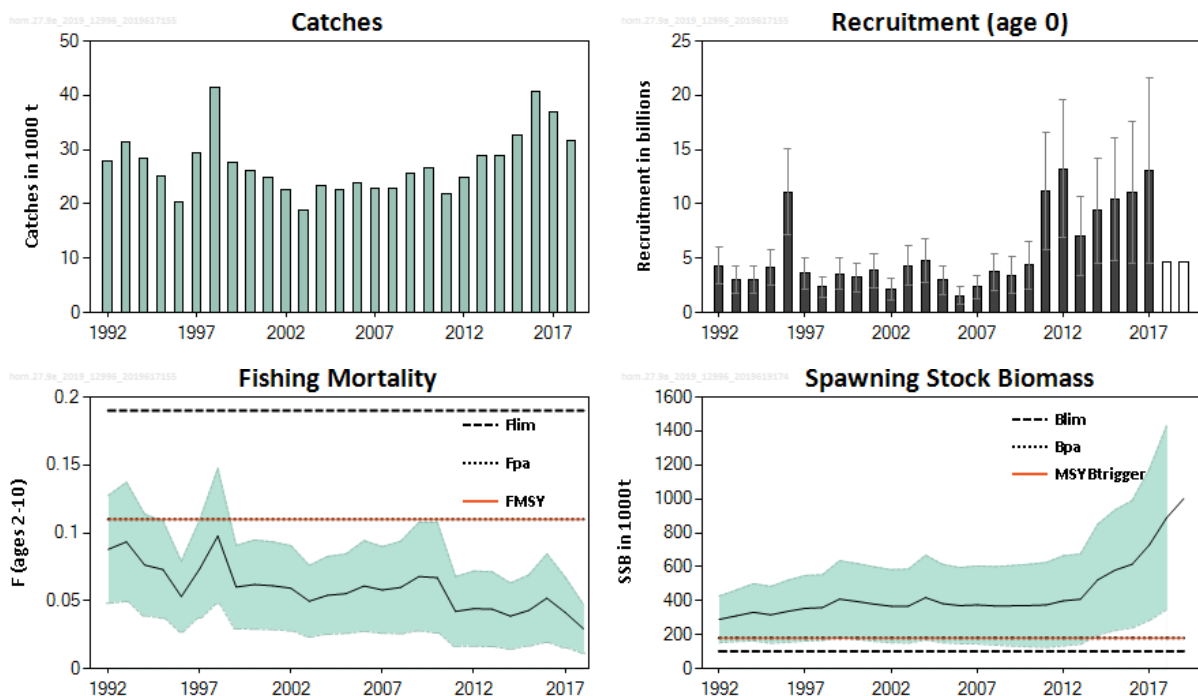 hom.27.9a_2019_12996_2019617155
Catches
Catches in 1000 t
50
40
30
20
10
0
1992 1997 2002 2007 2012 2017
Recruitment (age 0)
Recruitment in billions
25
20
15
10
5
0
1992 1997 2002 2007 2012 2017
hom.27.9a_2019_12996_2019617155
Fishing Mortality
F (ages 2-10)
0.2
0.15
0.1
0.05
0
Flim
Fpa
FMSY
1992 1997 2002 2007 2012 2017
hom.27.9a_2019_12996_2019619174
Spawning Stock Biomass
SSB in 1000t
1600
1400
1200
1000
800
600
400
200
0
Blim
Bpa
MSYBtrigger
1992 1997 2002 2007 2012 2017